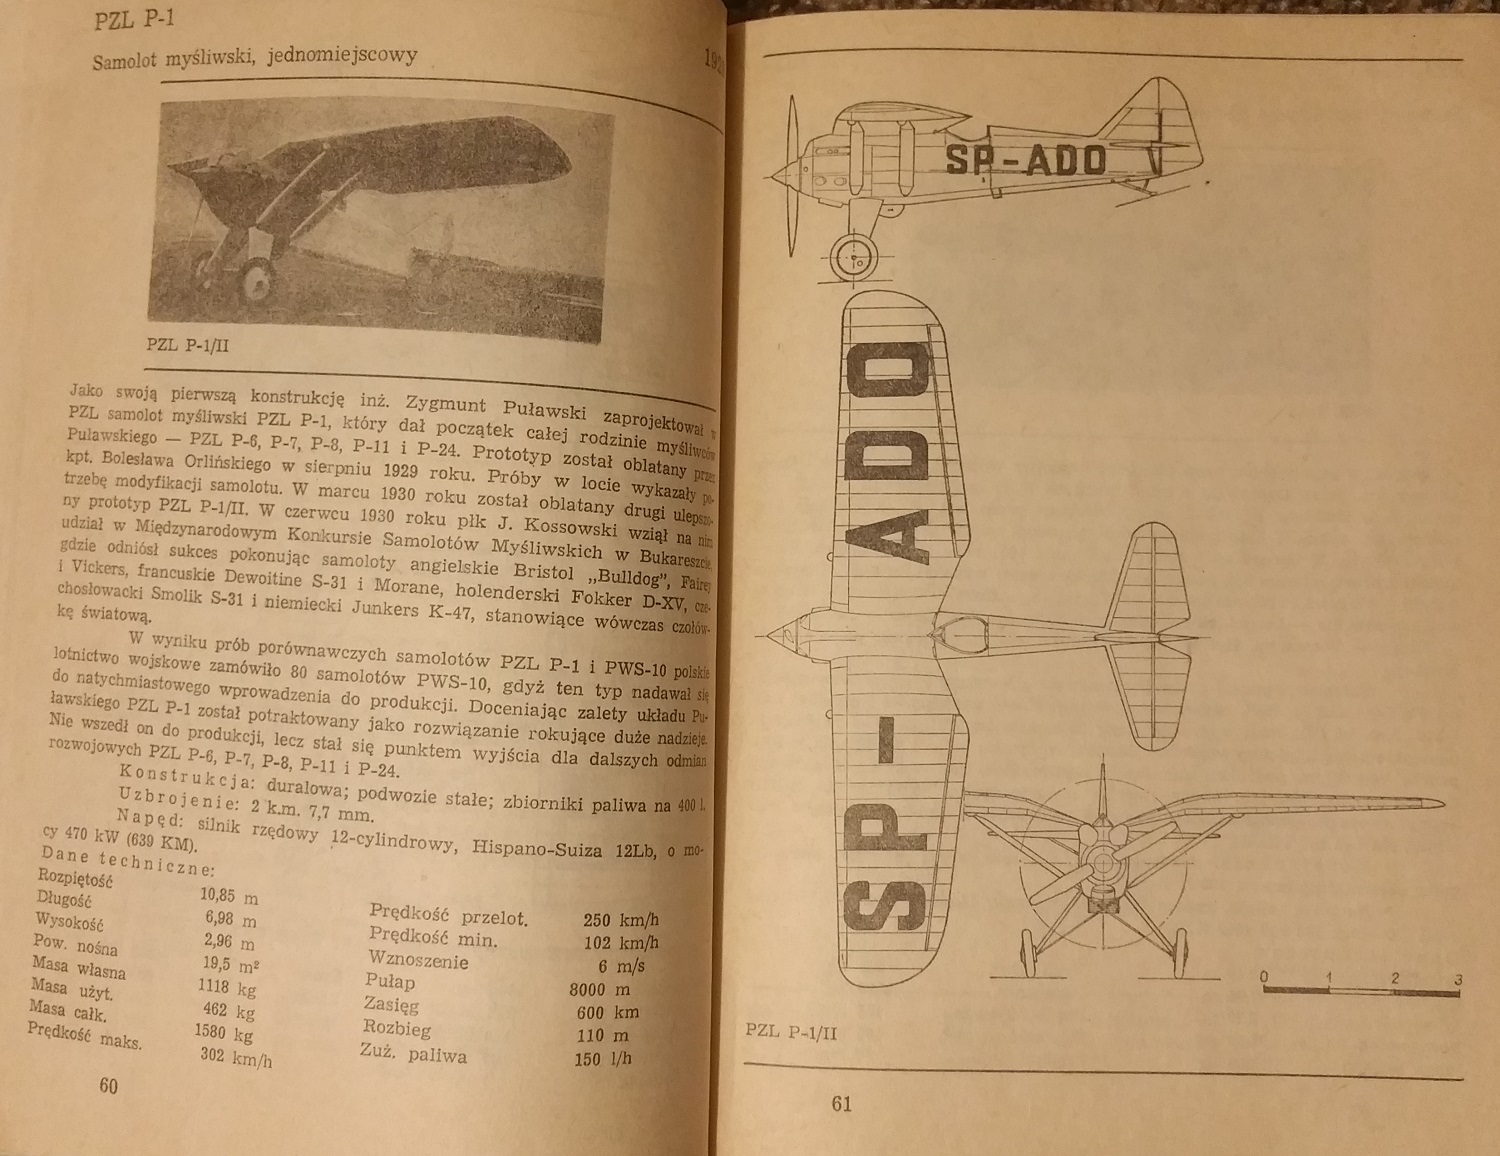 PZL P-1
Samolot myśliwski, jednomiejscowy
PZL P-1/II
Jako swoją pierwszą konstrukcję inż. Zygmunt Puławski zaprojektował w
PZL samolot myśliwski PZL P-1, który dał początek całej rodzinie myśliwców
Puławskiego — PZL P-6, P-7, P-8, P-11 i P-24. Prototyp został oblatany przez
kpt. Bolesława Orlińskiego w sierpniu 1929 roku. Próby w locie wykazały po-
trzebę modyfikacji samolotu. W marcu 1930 roku został oblatany drugi ulepszo-
ny prototyp PZL P-1/II. W czerwcu 1930 roku płk J. Kossowski wziął na nim
udział w Międzynarodowym Konkursie Samolotów Myśliwskich w Bukareszcie,
gdzie odniósł sukces pokonując samoloty angielskie Bristol „Bulldog”, Fairey
i Vickers, francuskie Dewoitine S-31 i Morane, holenderski Fokker D-XV, cze-
chosłowacki Smolik S-31 i niemiecki Junkers K-47, stanowiące wówczas czołów-
kę światową.
W wyniku prób porównawczych samolotów PZL P-1 i PWS-10 polskie
lotnictwo wojskowe zamówiło 80 samolotów PWS-10, gdyż ten typ nadawał się
do natychmiastowego wprowadzenia do produkcji. Doceniając zalety układu Pu-
ławskiego PZL P-1 został potraktowany jako rozwiązanie rokujące duże nadzieje.
Nie wszedł on do produkcji, lecz stał się punktem wyjścia dla dalszych odmian
rozwojowych PZL P-6, P-7, P-8, P-11 i P-24.
Konstrukcja: duralowa; podwozie stałe; zbiorniki paliwa na 400 l.
Uzbrojenie: 2 k.m. 7,7 mm.
Napęd: silnik rzędowy 12-cylindrowy, Hispano-Suiza 12Lb, o mo-
cy 470 kW (639 KM).
Dane techniczne:
Rozpiętość 10,85 m
Długość 6,98 m
Wysokość 2,96 m
Pow. nośna 19,5 m²
Masa własna 1118 kg
Masa użyt. 462 kg
Masa całk. 1580 kg
Prędkość maks. 302 km/h
Prędkość przelot. 250 km/h
Prędkość min. 102 km/h
Wznoszenie 6 m/s
Pułap 8000 m
Zasięg 600 km
Rozbieg 110 m
Zuż. paliwa 150 l/h
60
SP-ADO
SP-ADO
0 1 2 3
PZL P-1/II
61